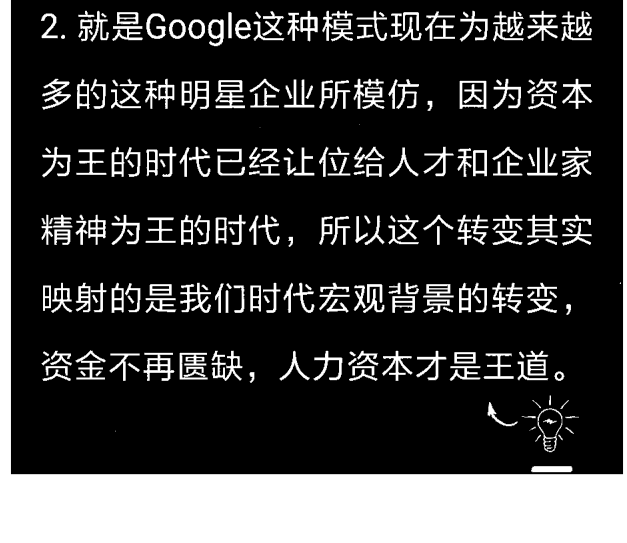 2. 就是Google这种模式现在为越来越
多的这种明星企业所模仿，因为资本
为王的时代已经让位给人才和企业家
精神为王的时代，所以这个转变其实
映射的是我们时代宏观背景的转变，
资金不再匮缺，人力资本才是王道。